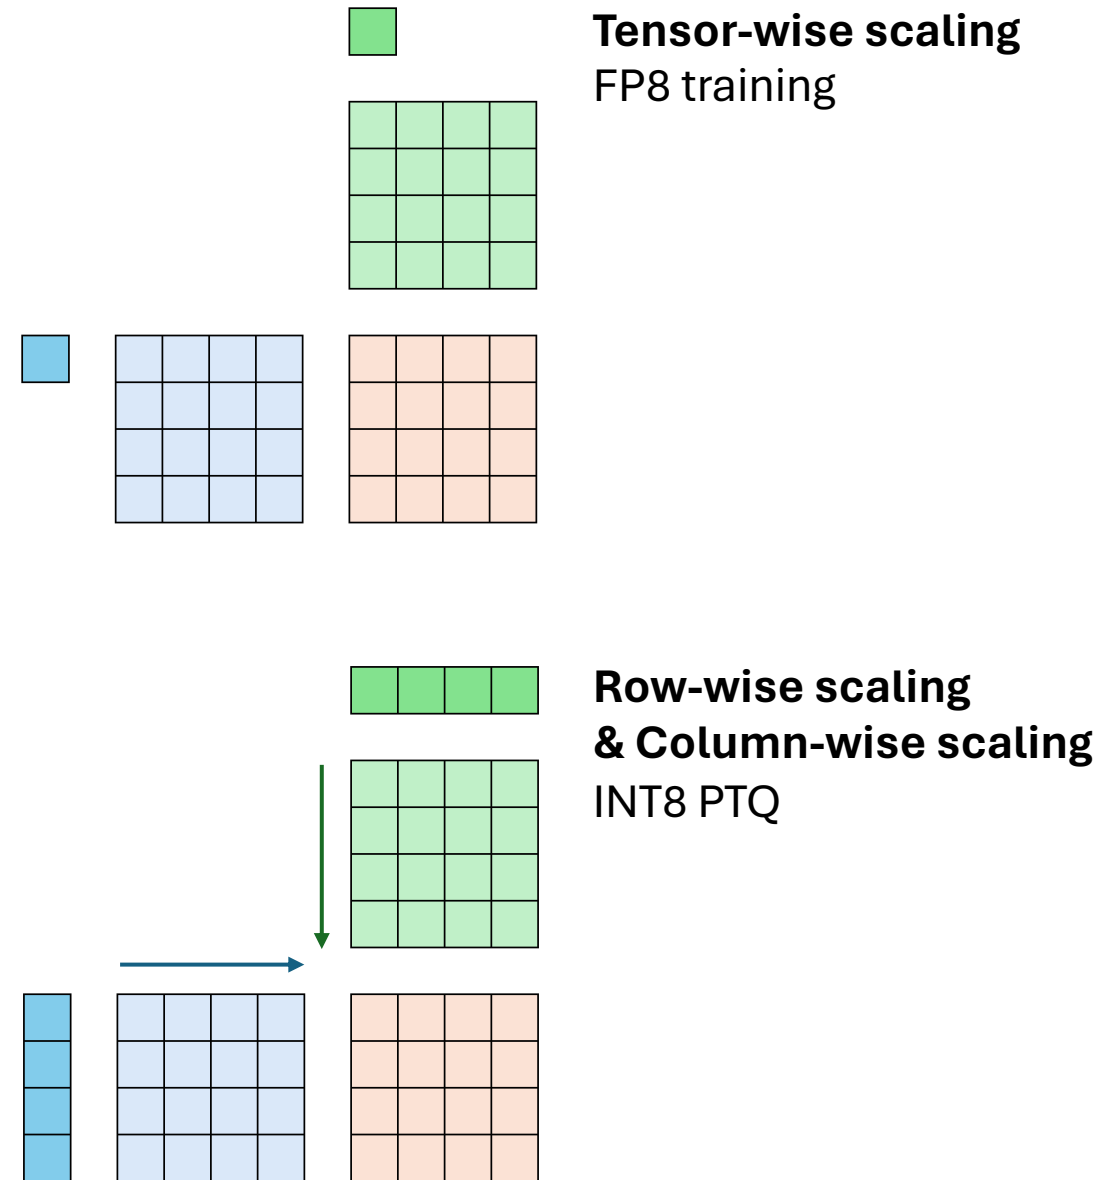 Tensor-wise scaling
FP8 training
Row-wise scaling
& Column-wise scaling
INT8 PTQ